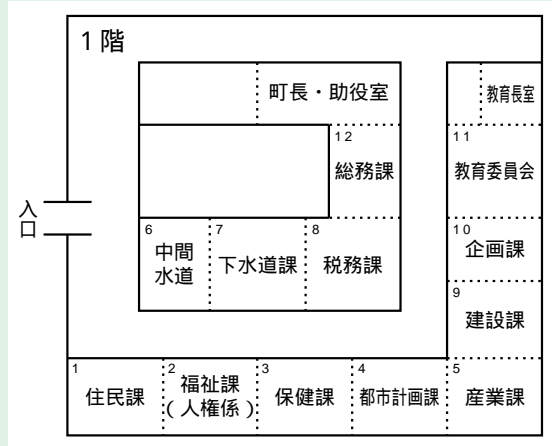 1階
町長・助役室
教育長室
12
総務課
11
教育委員会
入口
6
中間
水道
7
下水道課
8
税務課
10
企画課
9
建設課
1
住民課
2
福祉課
(人権係)
3
保健課
4
都市計画課
5
産業課